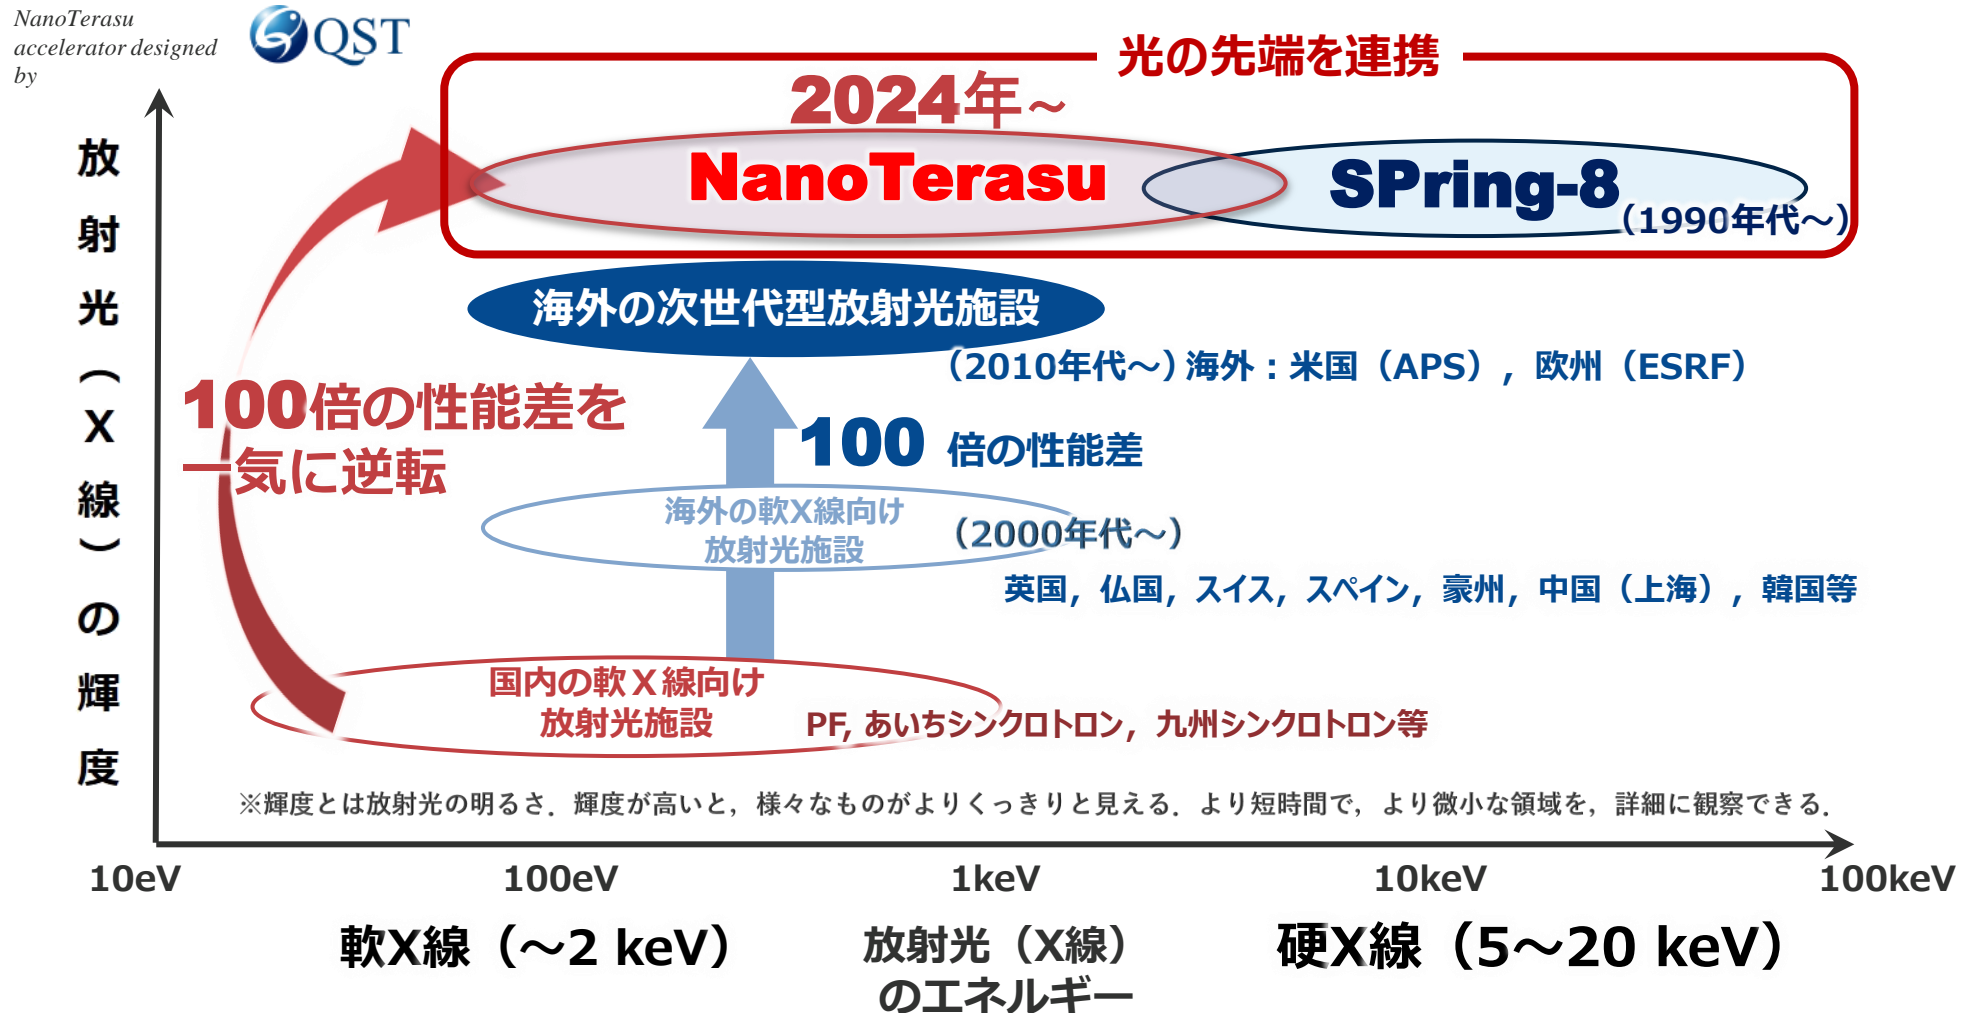 NanoTerasu
accelerator designed
by
QST
光の先端を連携
2024年~
NanoTerasu
SPring-8
（1990年代～）
海外の次世代型放射光施設
（2010年代～）海外：米国（APS），欧州（ESRF）
100倍の性能差を
一気に逆転
100 倍の性能差
海外の軟X線向け
放射光施設
（2000年代～）
英国，仏国，スイス，スペイン，豪州，中国（上海），韓国等
国内の軟Ｘ線向け
放射光施設
PF, あいちシンクロトロン，九州シンクロトロン等
※輝度とは放射光の明るさ．輝度が高いと，様々なものがよりくっきりと見える．より短時間で，より微小な領域を，詳細に観察できる．
放射光（X線）の輝度
10eV
100eV
1keV
10keV
100keV
軟X線（～2 keV）
放射光（X線）
のエネルギー
硬X線（5～20 keV）